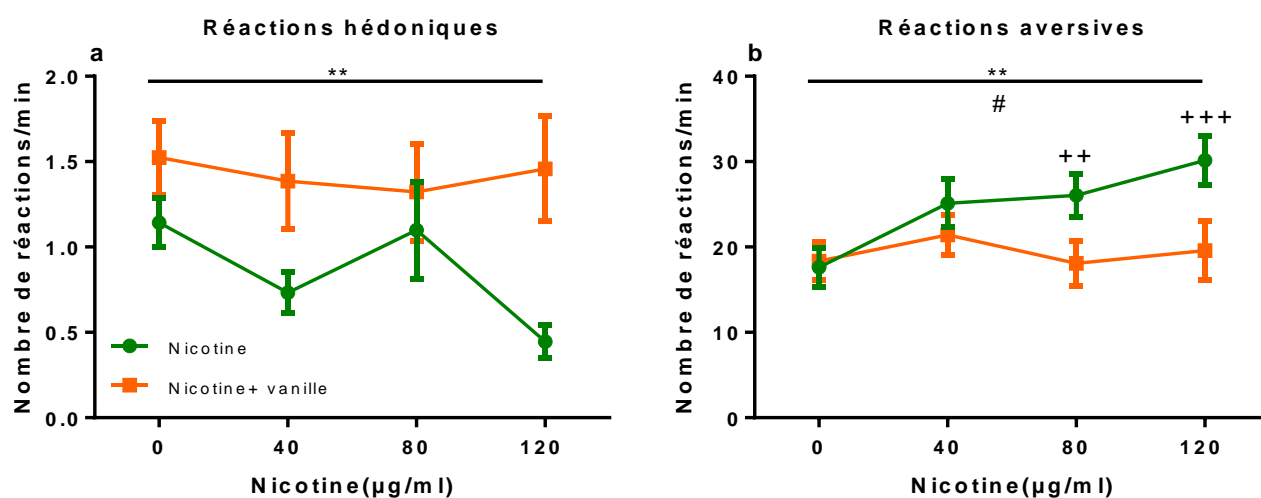 Réactions hédoniques
a
**
Nombre de réactions/min
2.0
1.5
1.0
0.5
0.0
Nicotine
Nicotine+ vanille
0 40 80 120
Nicotine(µg/ml)
Réactions aversives
b
**
#
++
+++
Nombre de réactions/min
40
30
20
10
0
0 40 80 120
Nicotine(µg/ml)